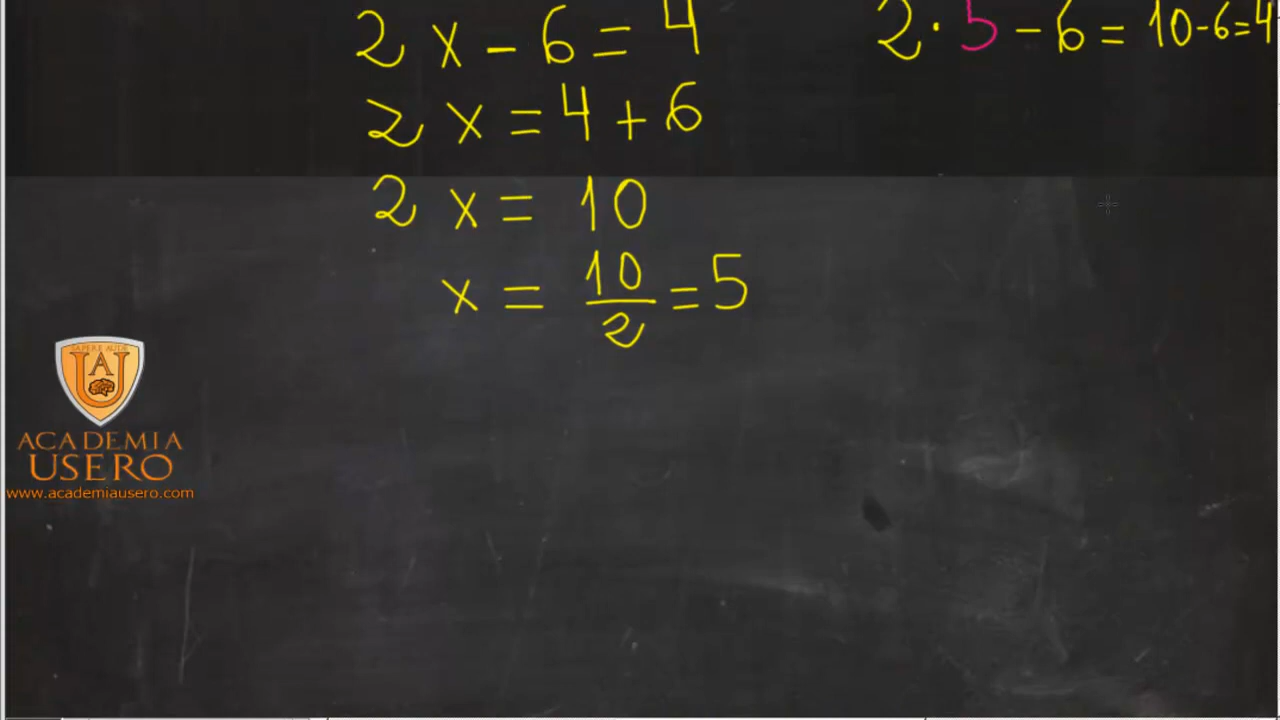 2x - 6 = 4
2 · 5 - 6 = 10 - 6 = 4
2x = 4 + 6
2x = 10
x = 10/2 = 5
SAPERE AUDE
UA
ACADEMIA
USERO
www.academiausero.com